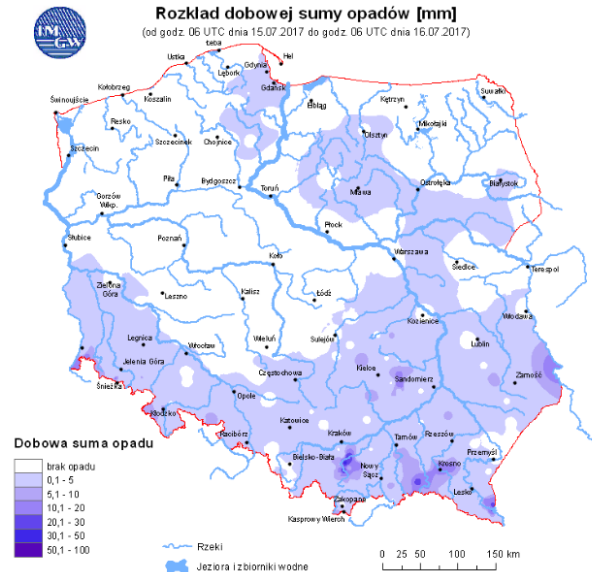 Rozkład dobowej sumy opadów [mm]
(od godz. 06 UTC dnia 15.07.2017 do godz. 06 UTC dnia 16.07.2017)
IM
GW
Łeba
Ustka
Lębork
Gdynia
Hel
Gdańsk
Kołobrzeg
Koszalin
Elbląg
Kętrzyn
Suwałki
Świnoujście
Resko
Szczecinek
Chojnice
Olsztyn
Mikołajki
Szczecin
Piła
Bydgoszcz
Toruń
Mława
Ostrołęka
Białystok
Gorzów
Wlkp.
Płock
Słubice
Poznań
Koło
Warszawa
Siedlce
Terespol
Zielona
Góra
Leszno
Kalisz
Łódź
Kozienice
Włodawa
Legnica
Wrocław
Wieluń
Sulejów
Lublin
Jelenia Góra
Śnieżka
Częstochowa
Kielce
Sandomierz
Zamość
Kłodzko
Opole
Racibórz
Katowice
Kraków
Tarnów
Rzeszów
Bielsko-Biała
Nowy
Sącz
Krosno
Przemyśl
Lesko
Zakopane
Kasprowy Wierch
Dobowa suma opadu
brak opadu
0,1 - 5
5,1 - 10
10,1 - 20
20,1 - 30
30,1 - 50
50,1 - 100
Rzeki
Jeziora i zbiorniki wodne
0 25 50 100 150 km